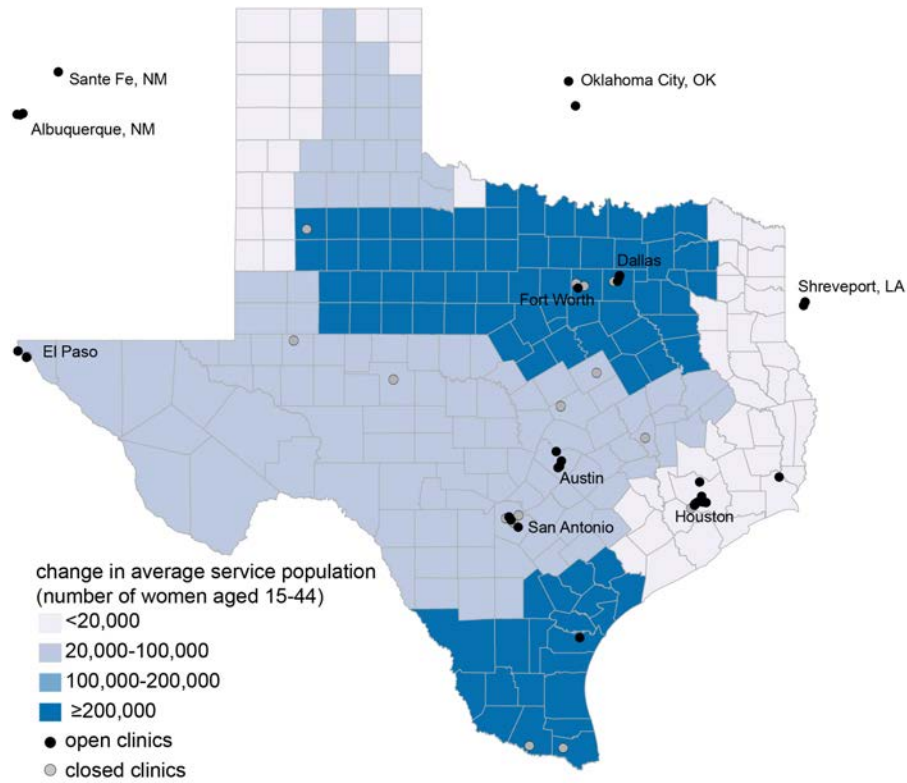 Sante Fe, NM
Oklahoma City, OK
Albuquerque, NM
Dallas
Shreveport, LA
Fort Worth
El Paso
Austin
Houston
San Antonio
change in average service population
(number of women aged 15-44)
<20,000
20,000-100,000
100,000-200,000
≥200,000
open clinics
closed clinics